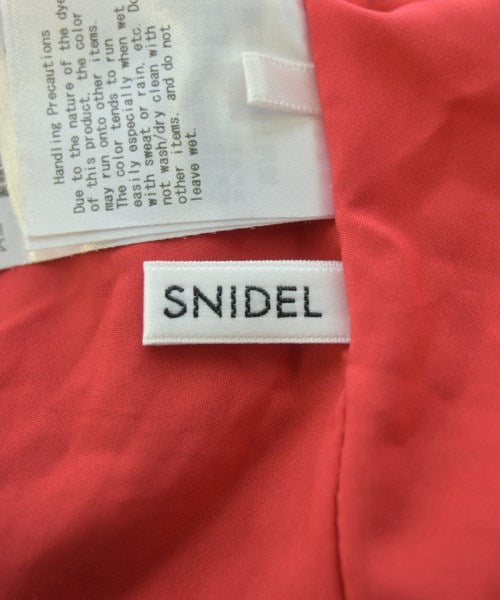 Handling Precautions
Due to the nature of the dye
of this product, the color
may run onto other items.
The color tends to run
easily especially when wet
with sweat or rain, etc. Do
not wash/dry clean with
other items, and do not
leave wet.
SNIDEL